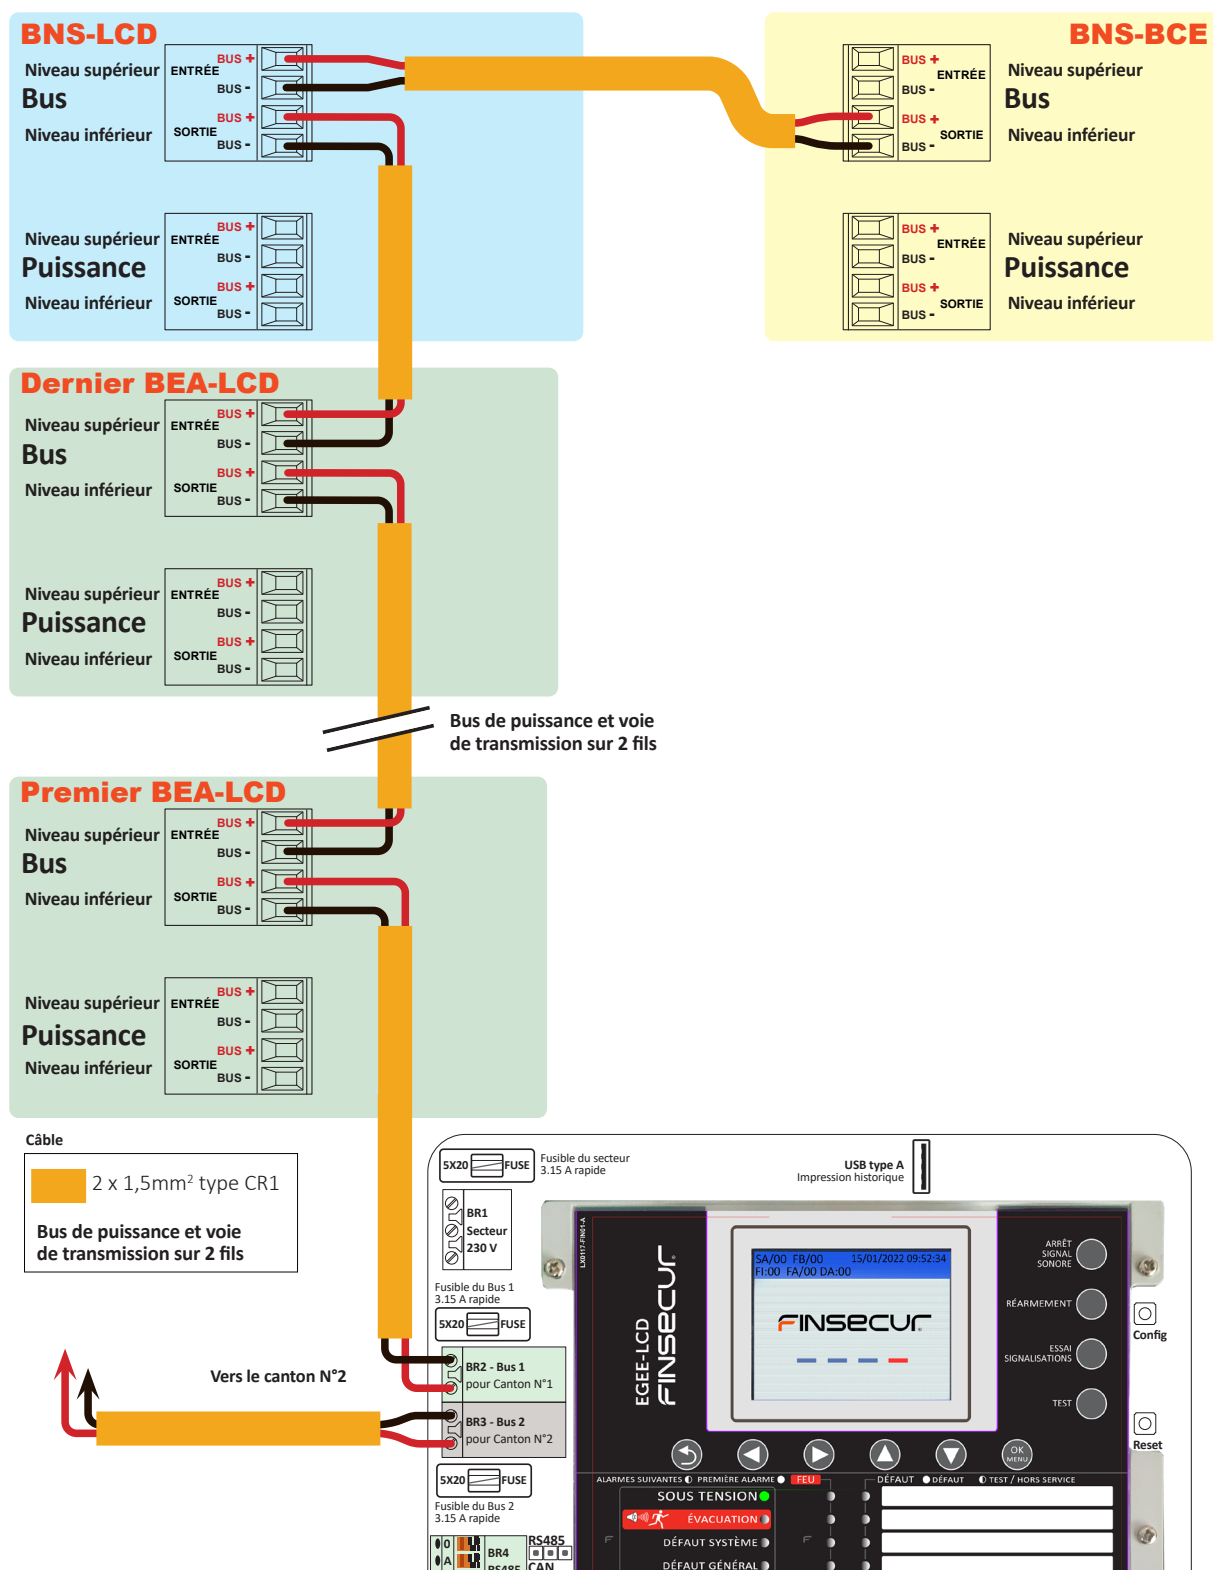 BNS-LCD
Niveau supérieur
Bus
Niveau inférieur
ENTRÉE
BUS +
BUS -
SORTIE
BUS +
BUS -
Niveau supérieur
Puissance
Niveau inférieur
ENTRÉE
BUS +
BUS -
SORTIE
BUS +
BUS -
BNS-BCE
BUS +
ENTRÉE
BUS -
BUS +
SORTIE
BUS -
Niveau supérieur
Bus
Niveau inférieur
BUS +
ENTRÉE
BUS -
BUS +
SORTIE
BUS -
Niveau supérieur
Puissance
Niveau inférieur
Dernier BEA-LCD
Niveau supérieur
Bus
Niveau inférieur
ENTRÉE
BUS +
BUS -
SORTIE
BUS +
BUS -
Niveau supérieur
Puissance
Niveau inférieur
ENTRÉE
BUS +
BUS -
SORTIE
BUS +
BUS -
Bus de puissance et voie
de transmission sur 2 fils
Premier BEA-LCD
Niveau supérieur
Bus
Niveau inférieur
ENTRÉE
BUS +
BUS -
SORTIE
BUS +
BUS -
Niveau supérieur
Puissance
Niveau inférieur
ENTRÉE
BUS +
BUS -
SORTIE
BUS +
BUS -
Câble
2 x 1,5mm² type CR1
Bus de puissance et voie
de transmission sur 2 fils
Vers le canton N°2
5X20 FUSE
Fusible du secteur
3.15 A rapide
BR1
Secteur
230 V
Fusible du Bus 1
3.15 A rapide
5X20 FUSE
BR2 - Bus 1
pour Canton N°1
BR3 - Bus 2
pour Canton N°2
5X20 FUSE
Fusible du Bus 2
3.15 A rapide
O
A
BR4
RS485
RS485
CAN
USB type A
Impression historique
LX0117-FIN01-A
EGEE-LCD
FINSECUR
SA/00 FB/00 15/01/2022 09:52:34
FI:00 FA/00 DA:00
FINSECUR
ARRÊT
SIGNAL
SONORE
RÉARMEMENT
ESSAI
SIGNALISATIONS
TEST
Config
Reset
OK
MENU
ALARMES SUIVANTES PREMIÈRE ALARME FEU
DÉFAUT DÉFAUT TEST / HORS SERVICE
SOUS TENSION
ÉVACUATION
DÉFAUT SYSTÈME
DÉFAUT GÉNÉRAL